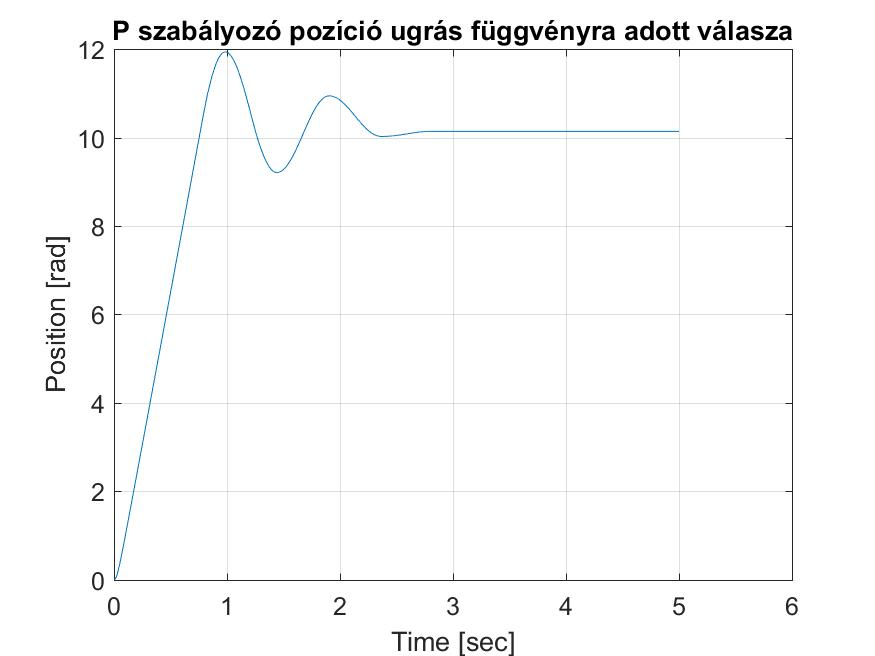 P szabályozó pozíció ugrás függvényra adott válasza
12
10
8
6
4
2
0
Position [rad]
0 1 2 3 4 5 6
Time [sec]